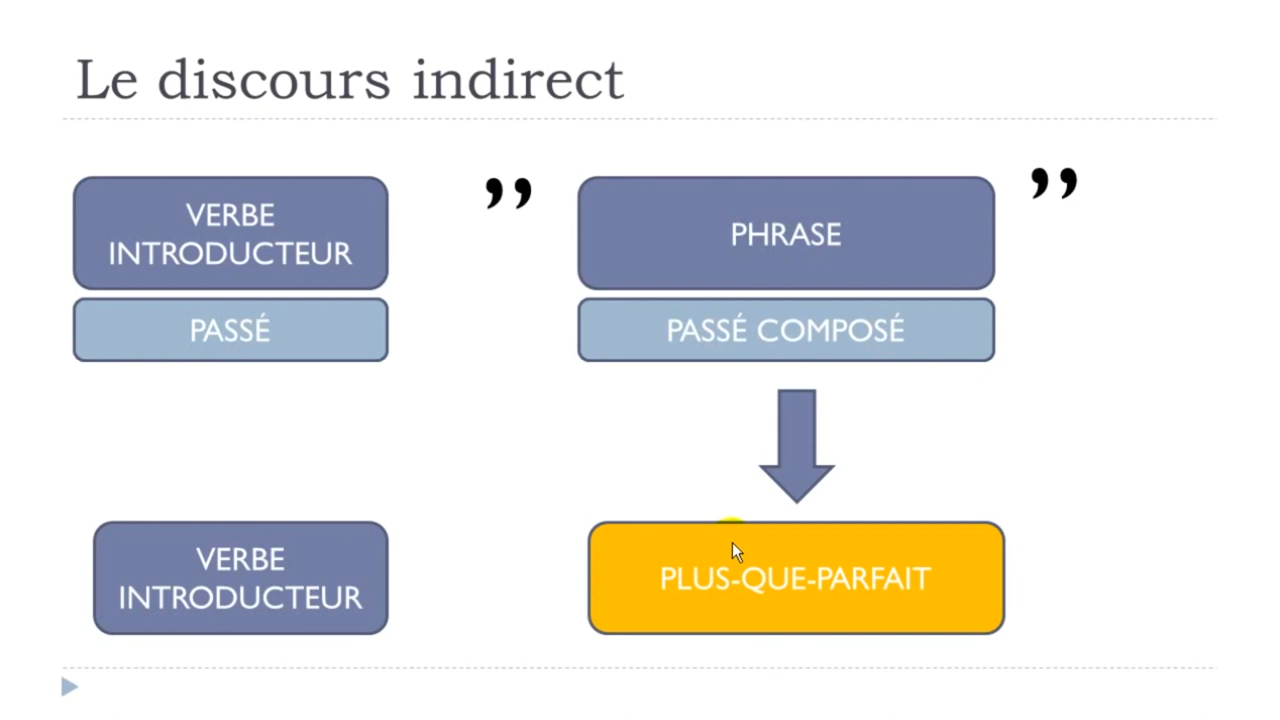 Le discours indirect
VERBE
INTRODUCTEUR
”
PHRASE
”
PASSÉ
PASSÉ COMPOSÉ
VERBE
INTRODUCTEUR
PLUS-QUE-PARFAIT